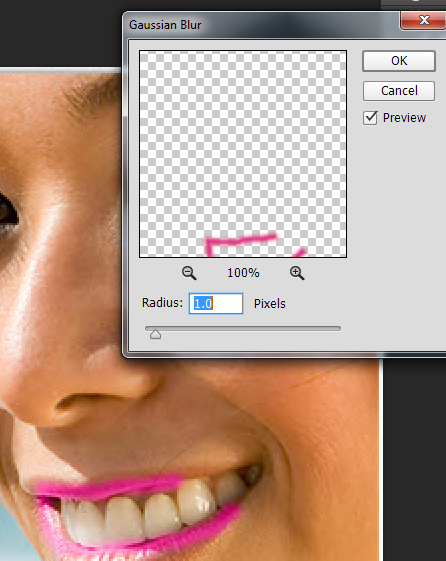 Gaussian Blur
OK
Cancel
Preview
100%
Radius: 1.0 Pixels